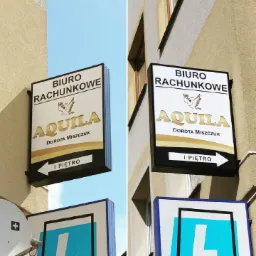 BIURO
RACHUNKOWE
AQUILA
DOROTA MISZCZUK
I PIĘTRO
L
BIURO
RACHUNKOWE
AQUILA
DOROTA MISZCZUK
I PIĘTRO
L